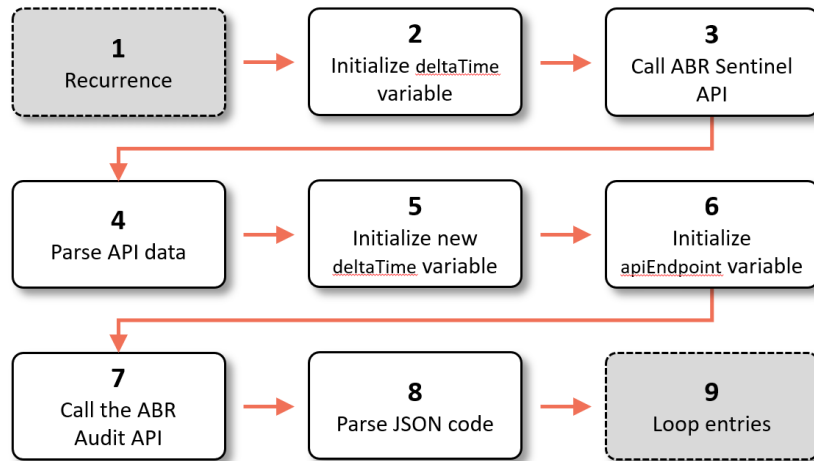 1
Recurrence
2
Initialize deltaTime
variable
3
Call ABR Sentinel
API
4
Parse API data
5
Initialize new
deltaTime variable
6
Initialize
apiEndpoint variable
7
Call the ABR
Audit API
8
Parse JSON code
9
Loop entries